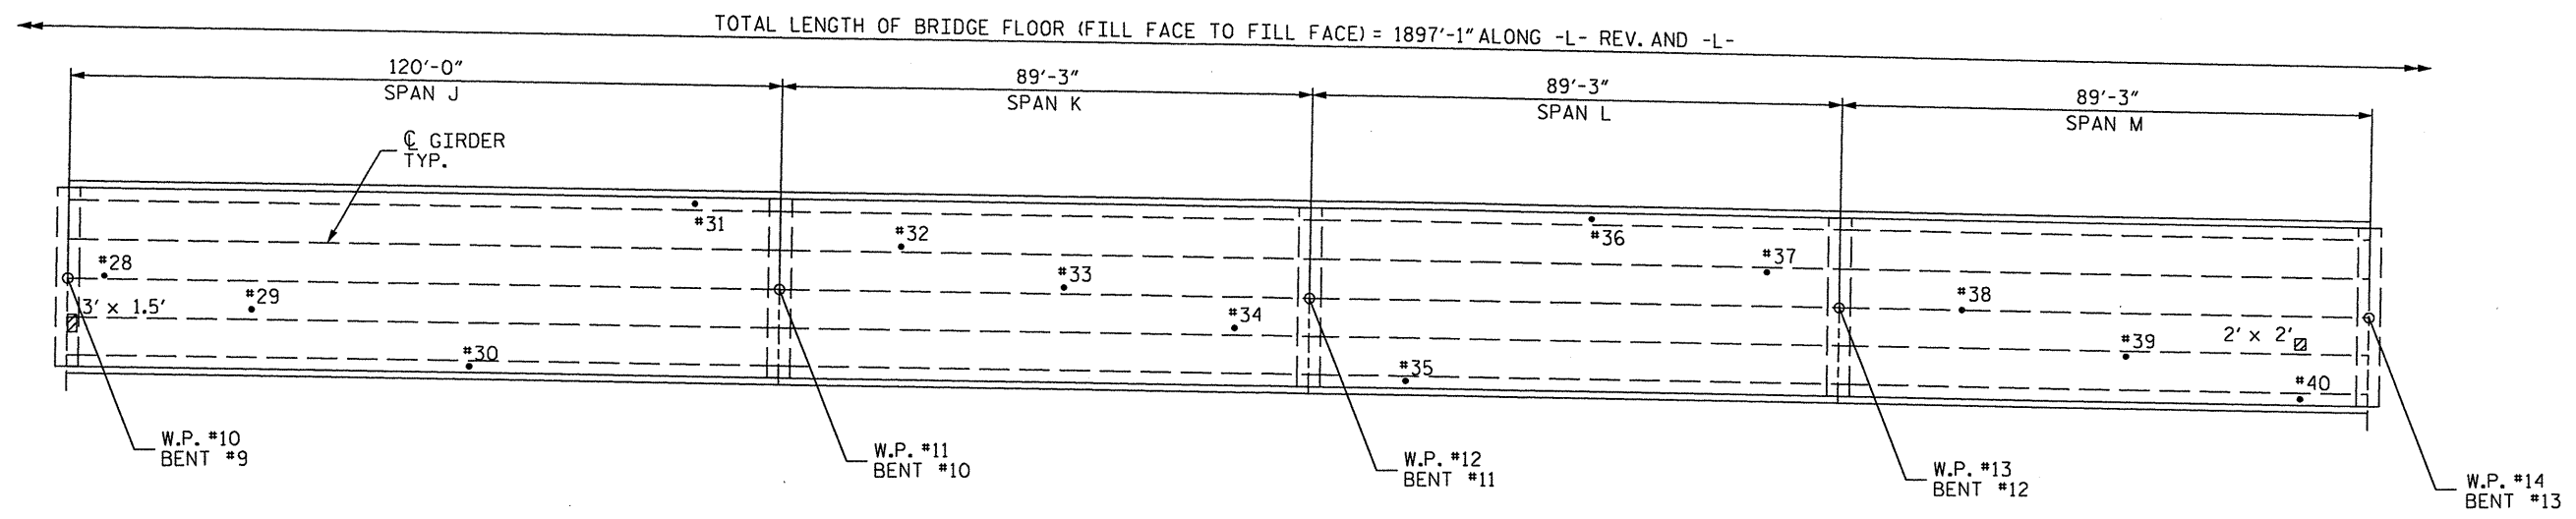 TOTAL LENGTH OF BRIDGE FLOOR (FILL FACE TO FILL FACE) = 1897'-1" ALONG -L- REV. AND -L-
120'-0"
SPAN J
89'-3"
SPAN K
89'-3"
SPAN L
89'-3"
SPAN M
℄ GIRDER
TYP.
#31
#32
#36
#37
#28
#33
#29
#38
3' × 1.5'
#34
#39
2' × 2'
#30
#35
#40
W.P. #10
BENT #9
W.P. #11
BENT #10
W.P. #12
BENT #11
W.P. #13
BENT #12
W.P. #14
BENT #13